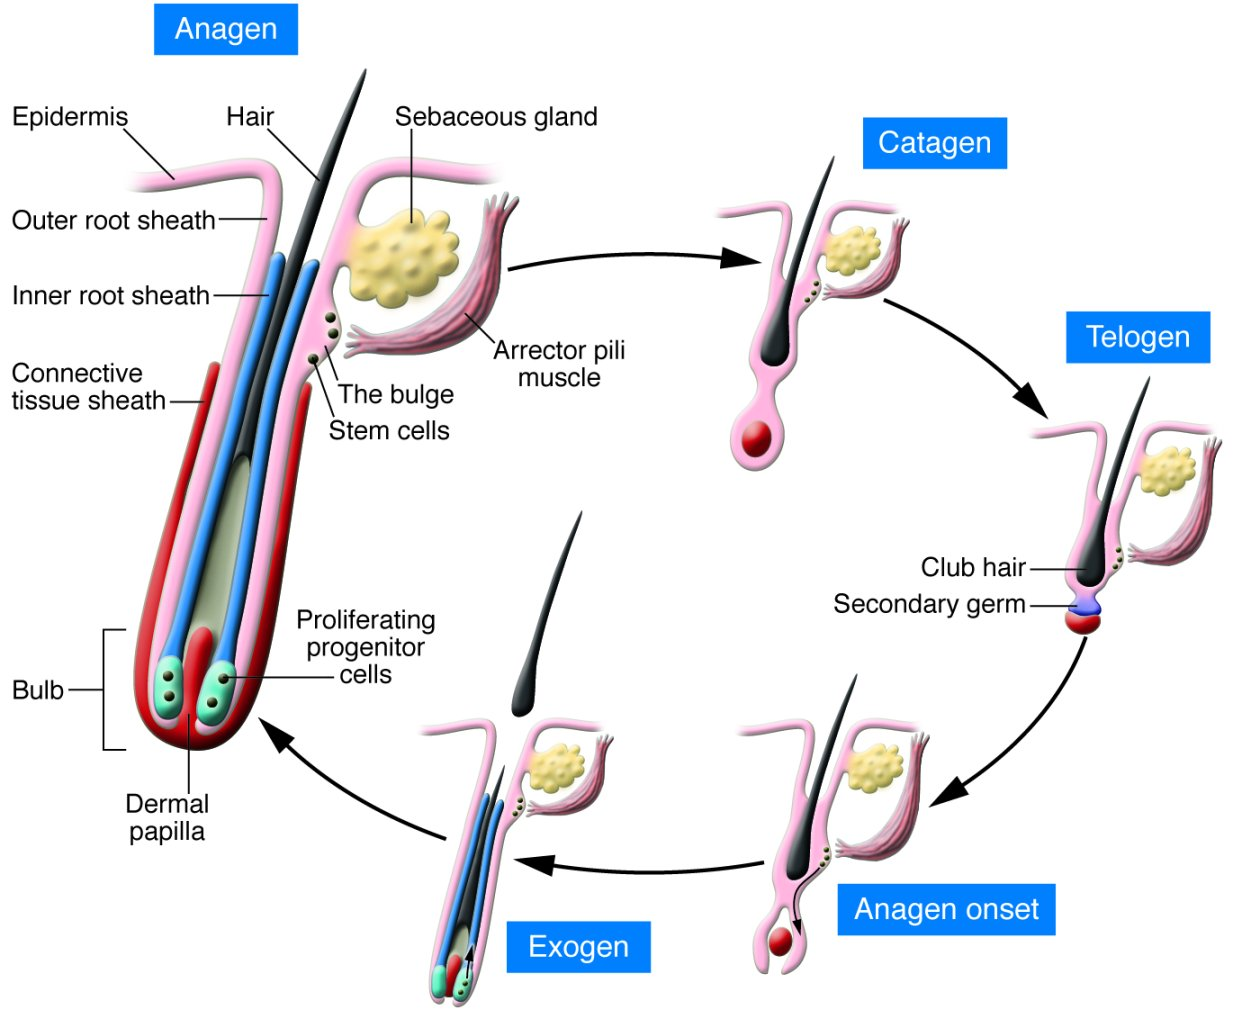 Anagen
Epidermis
Hair
Sebaceous gland
Catagen
Outer root sheath
Inner root sheath
Telogen
Arrector pili
muscle
Connective
tissue sheath
The bulge
Stem cells
Club hair
Secondary germ
Proliferating
progenitor
cells
Bulb
Dermal
papilla
Anagen onset
Exogen